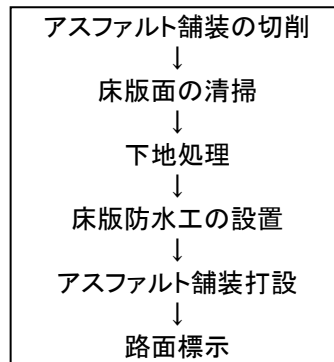 アスファルト舗装の切削
↓
床版面の清掃
↓
下地処理
↓
床版防水工の設置
↓
アスファルト舗装打設
↓
路面標示